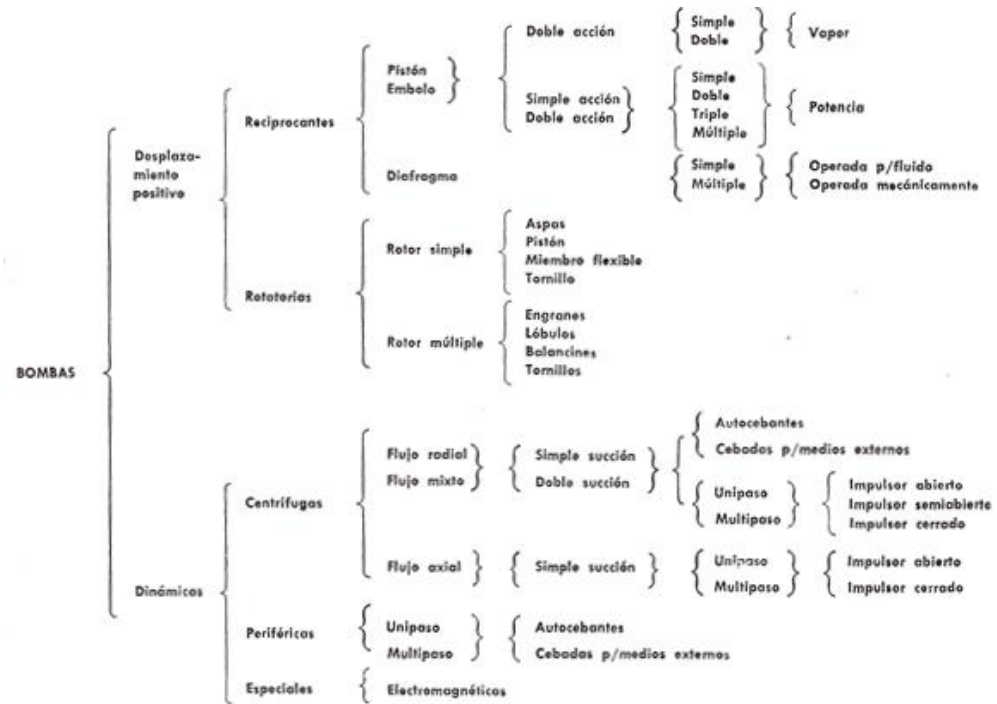 BOMBAS
Desplaza-
miento
positivo
Reciprocantes
Pistón
Embolo
Doble acción
Simple
Doble
Vapor
Simple acción
Doble acción
Simple
Doble
Triple
Múltiple
Potencia
Diafragma
Simple
Múltiple
Operada p/fluido
Operada mecánicamente
Rototorias
Rotor simple
Aspas
Pistón
Miembro flexible
Tornillo
Rotor múltiple
Engranes
Lóbulos
Balancines
Tornillos
Dinámicas
Centrífugas
Flujo radial
Flujo mixto
Simple succión
Doble succión
Autocebantes
Cebadas p/medios externos
Unipaso
Multipaso
Impulsor abierto
Impulsor semiabierto
Impulsor cerrado
Flujo axial
Simple succión
Unipaso
Multipaso
Impulsor abierto
Impulsor cerrado
Periféricas
Unipaso
Multipaso
Autocebantes
Cebadas p/medios externos
Especiales
Electromagnéticas